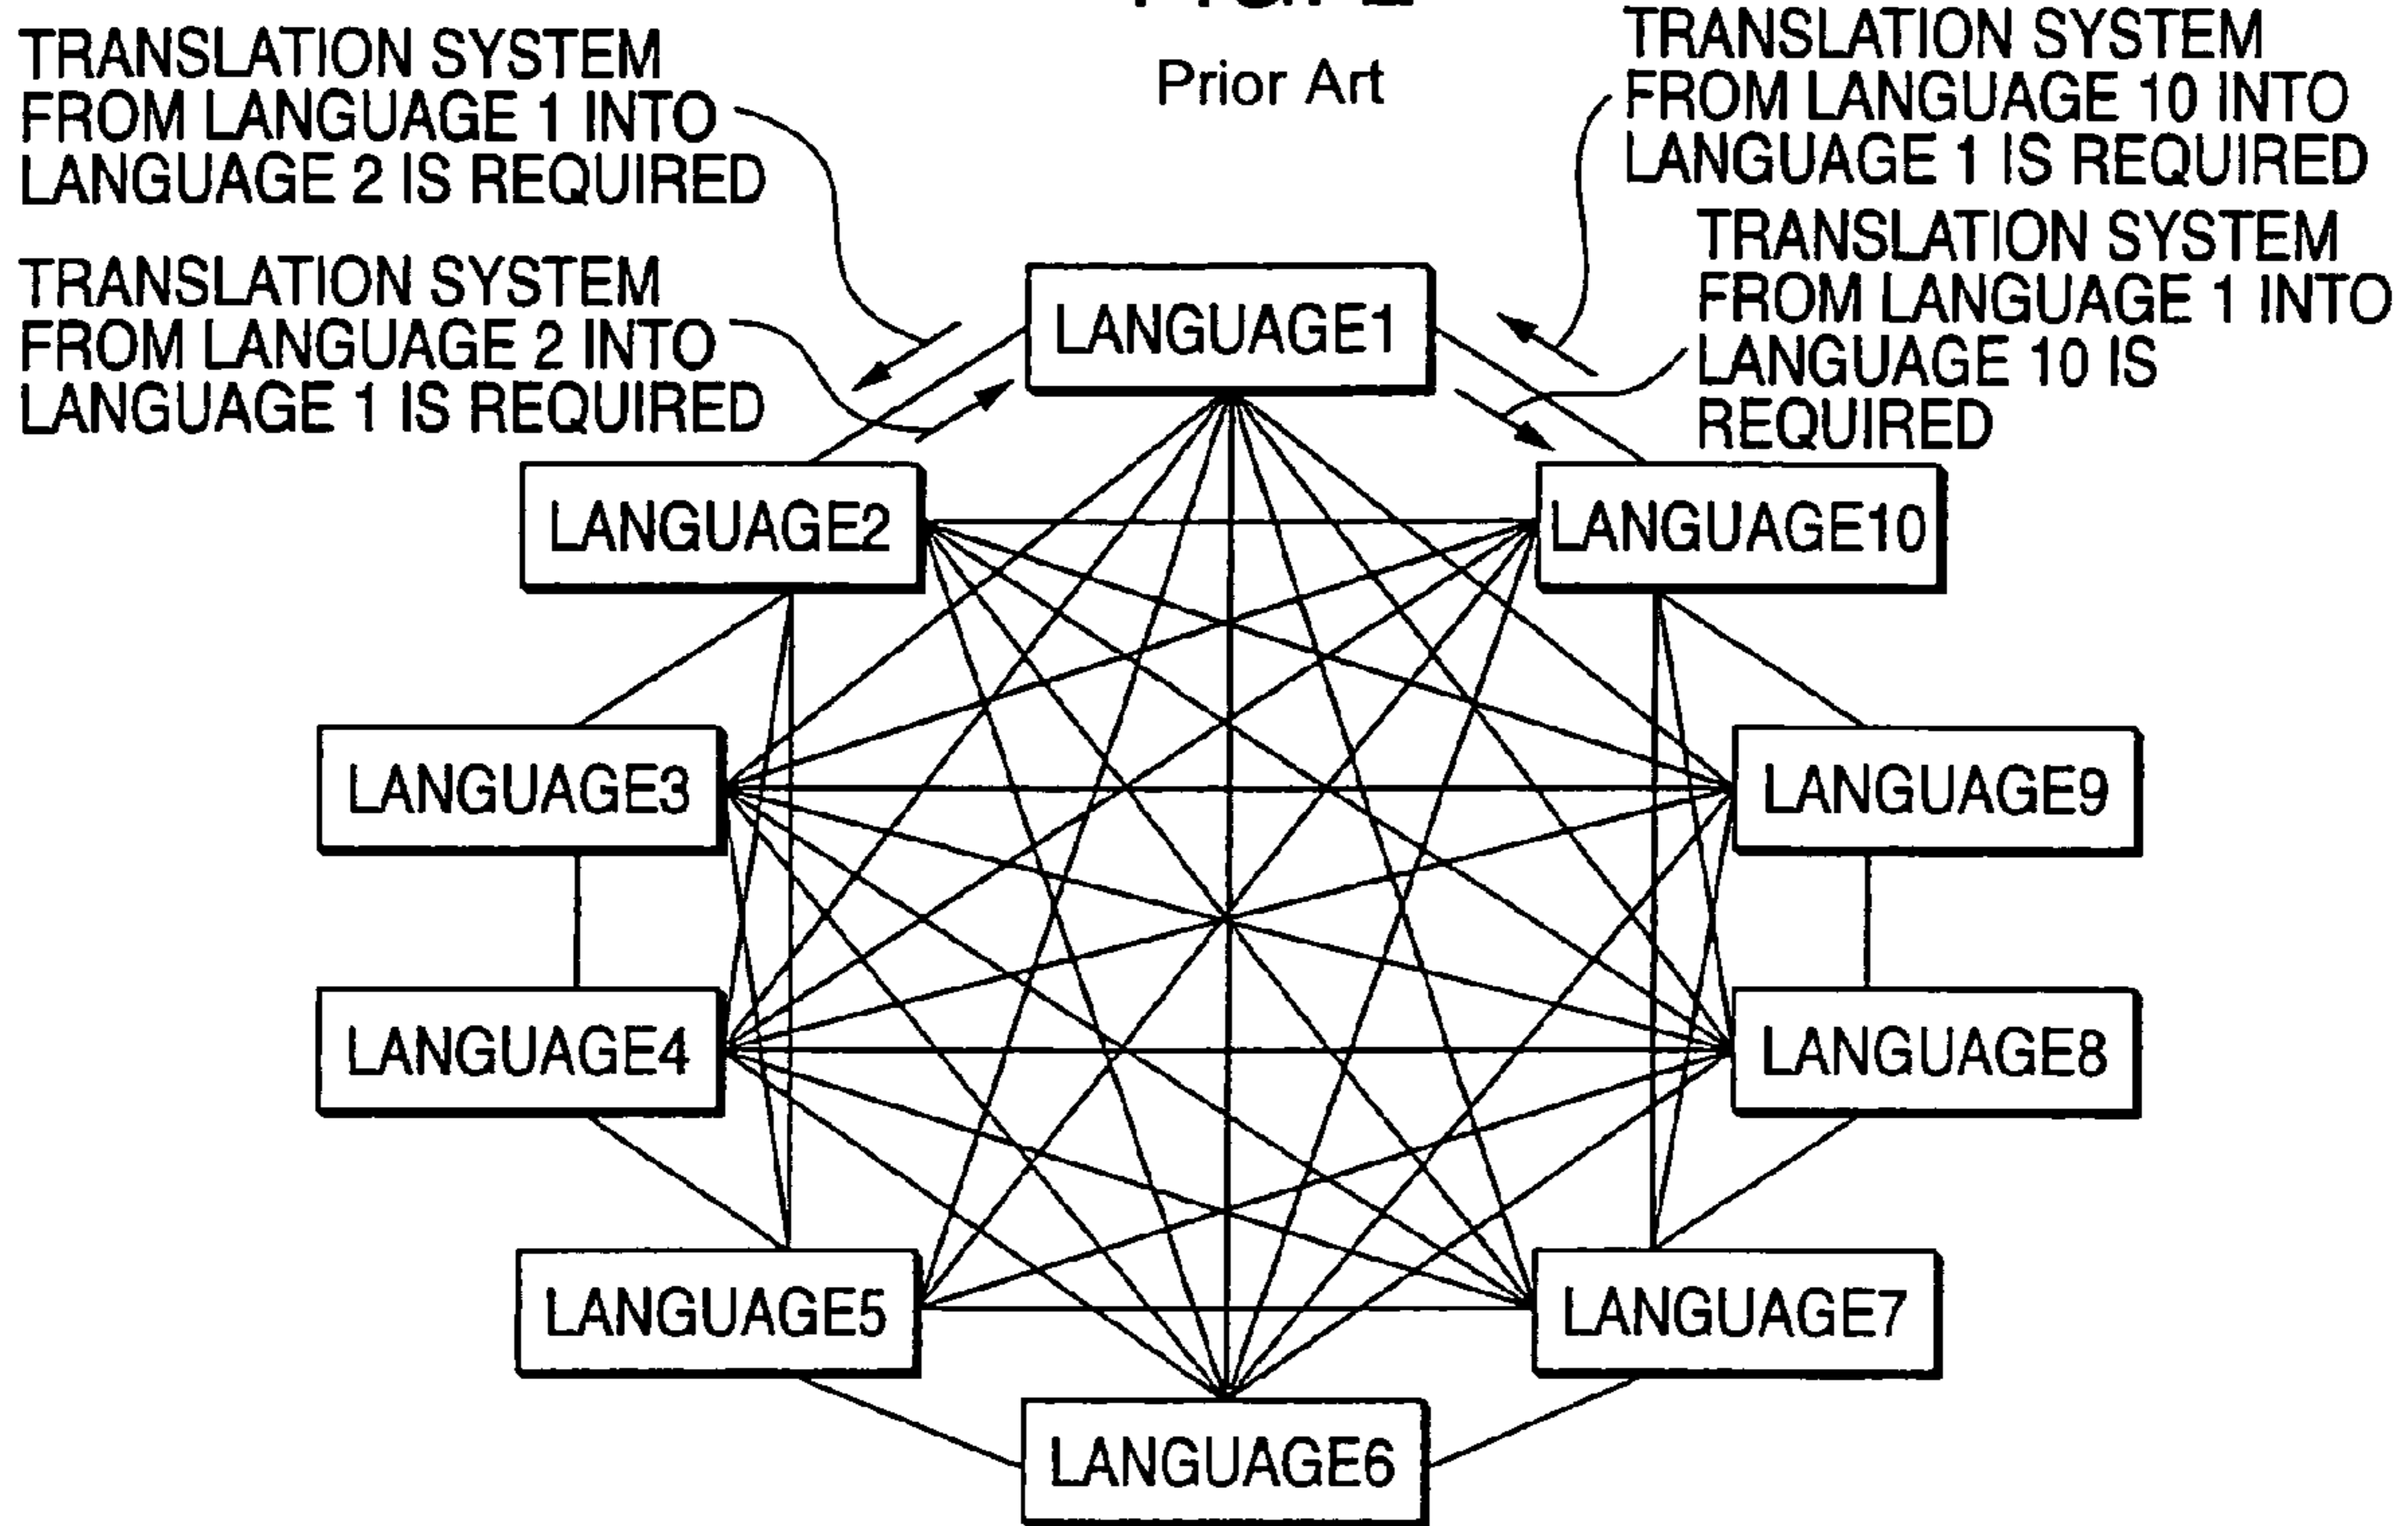 Prior Art
TRANSLATION SYSTEM
FROM LANGUAGE 1 INTO
LANGUAGE 2 IS REQUIRED
TRANSLATION SYSTEM
FROM LANGUAGE 2 INTO
LANGUAGE 1 IS REQUIRED
TRANSLATION SYSTEM
FROM LANGUAGE 10 INTO
LANGUAGE 1 IS REQUIRED
TRANSLATION SYSTEM
FROM LANGUAGE 1 INTO
LANGUAGE 10 IS
REQUIRED
LANGUAGE1
LANGUAGE2
LANGUAGE10
LANGUAGE3
LANGUAGE9
LANGUAGE4
LANGUAGE8
LANGUAGE5
LANGUAGE7
LANGUAGE6